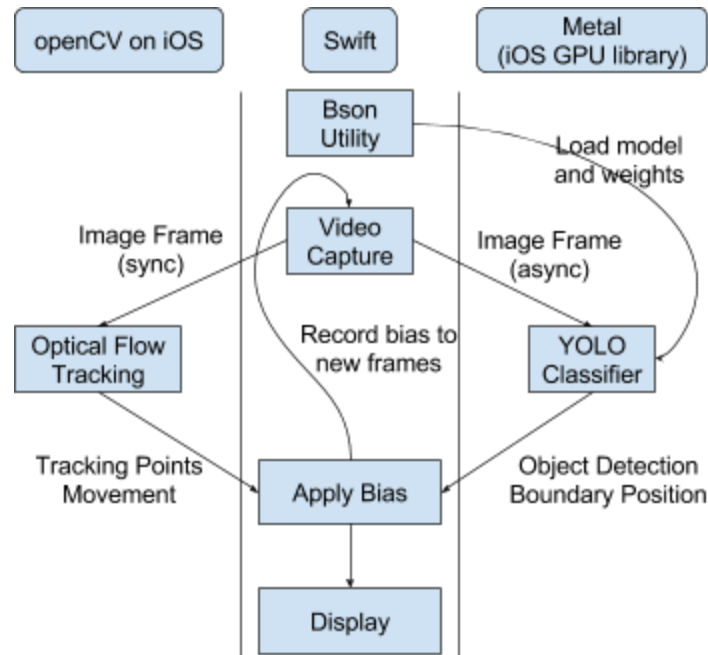 openCV on iOS
Swift
Metal
(iOS GPU library)
Bson
Utility
Load model
and weights
Video
Capture
Image Frame
(sync)
Image Frame
(async)
Record bias to
new frames
Optical Flow
Tracking
YOLO
Classifier
Tracking Points
Movement
Apply Bias
Object Detection
Boundary Position
Display